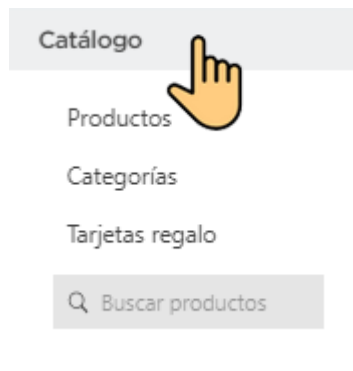 Catálogo
Productos
Categorías
Tarjetas regalo
Buscar productos